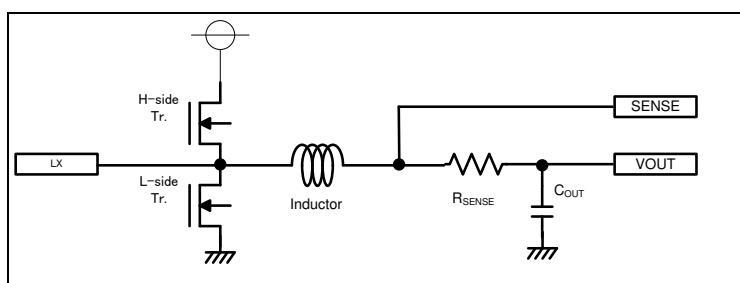 H-side
Tr.
SENSE
LX
VOUT
L-side
Tr.
Inductor
RSENSE
COUT